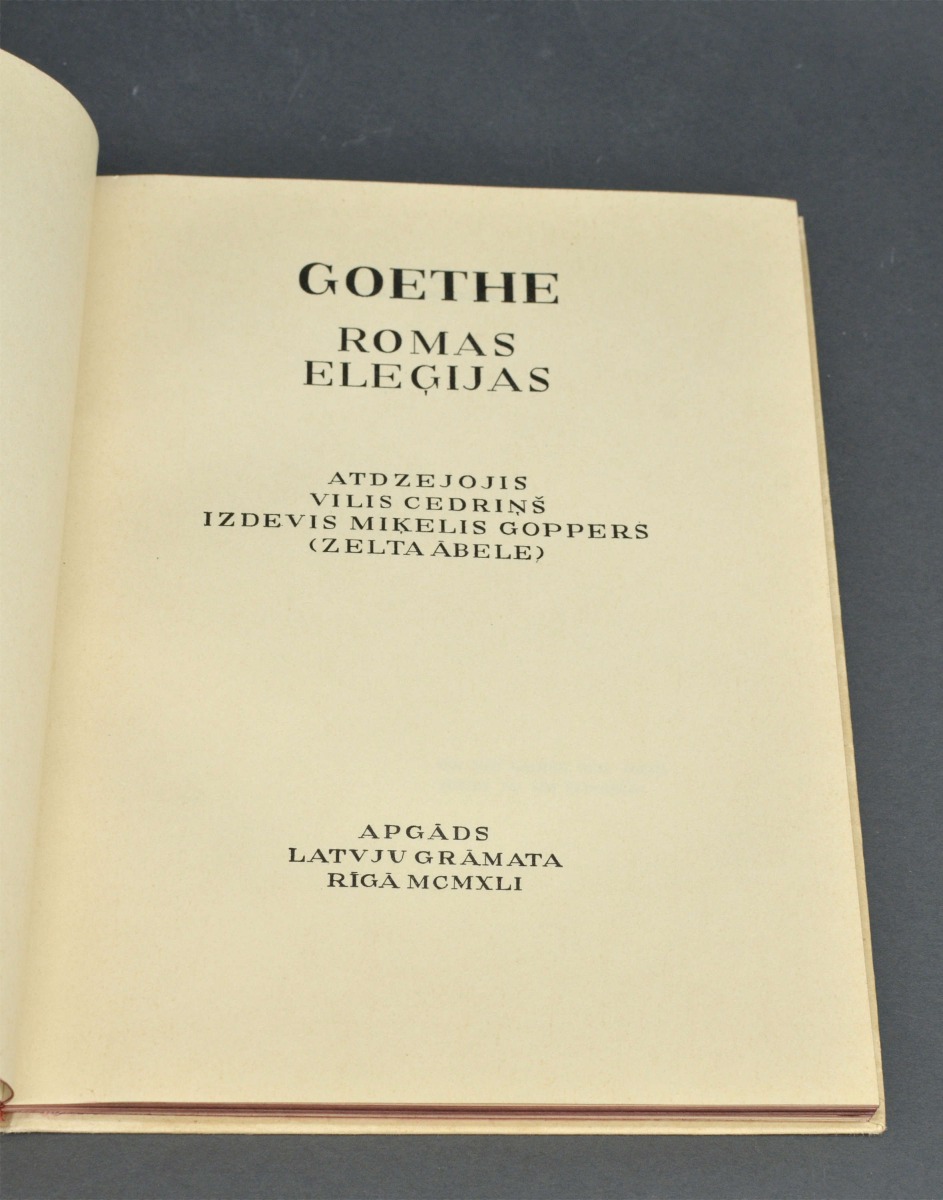 GOETHE
ROMAS
ELEĢIJAS
ATDZEJOJIS
VILIS CEDRIŅŠ
IZDEVIS MIĶELIS GOPPERS
(ZELTA ĀBELE)
APGĀDS
LATVJU GRĀMATA
RĪGĀ MCMXLI